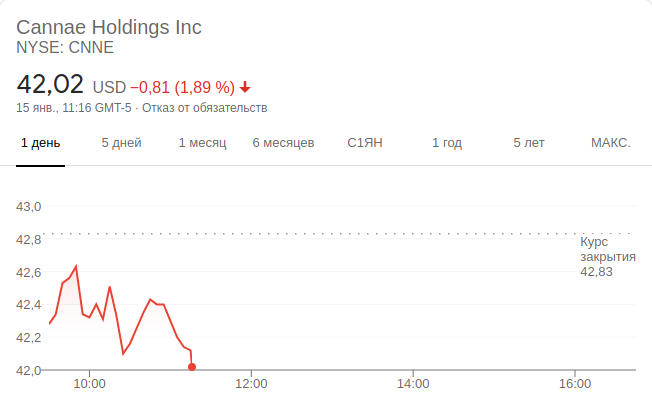 Cannae Holdings Inc
NYSE: CNNE
42,02 USD −0,81 (1,89 %)
15 янв., 11:16 GMT-5 · Отказ от обязательств
1 день 5 дней 1 месяц 6 месяцев С1ЯН 1 год 5 лет МАКС.
43,0
42,8
Курс
закрытия
42,83
42,6
42,4
42,2
42,0
10:00 12:00 14:00 16:00